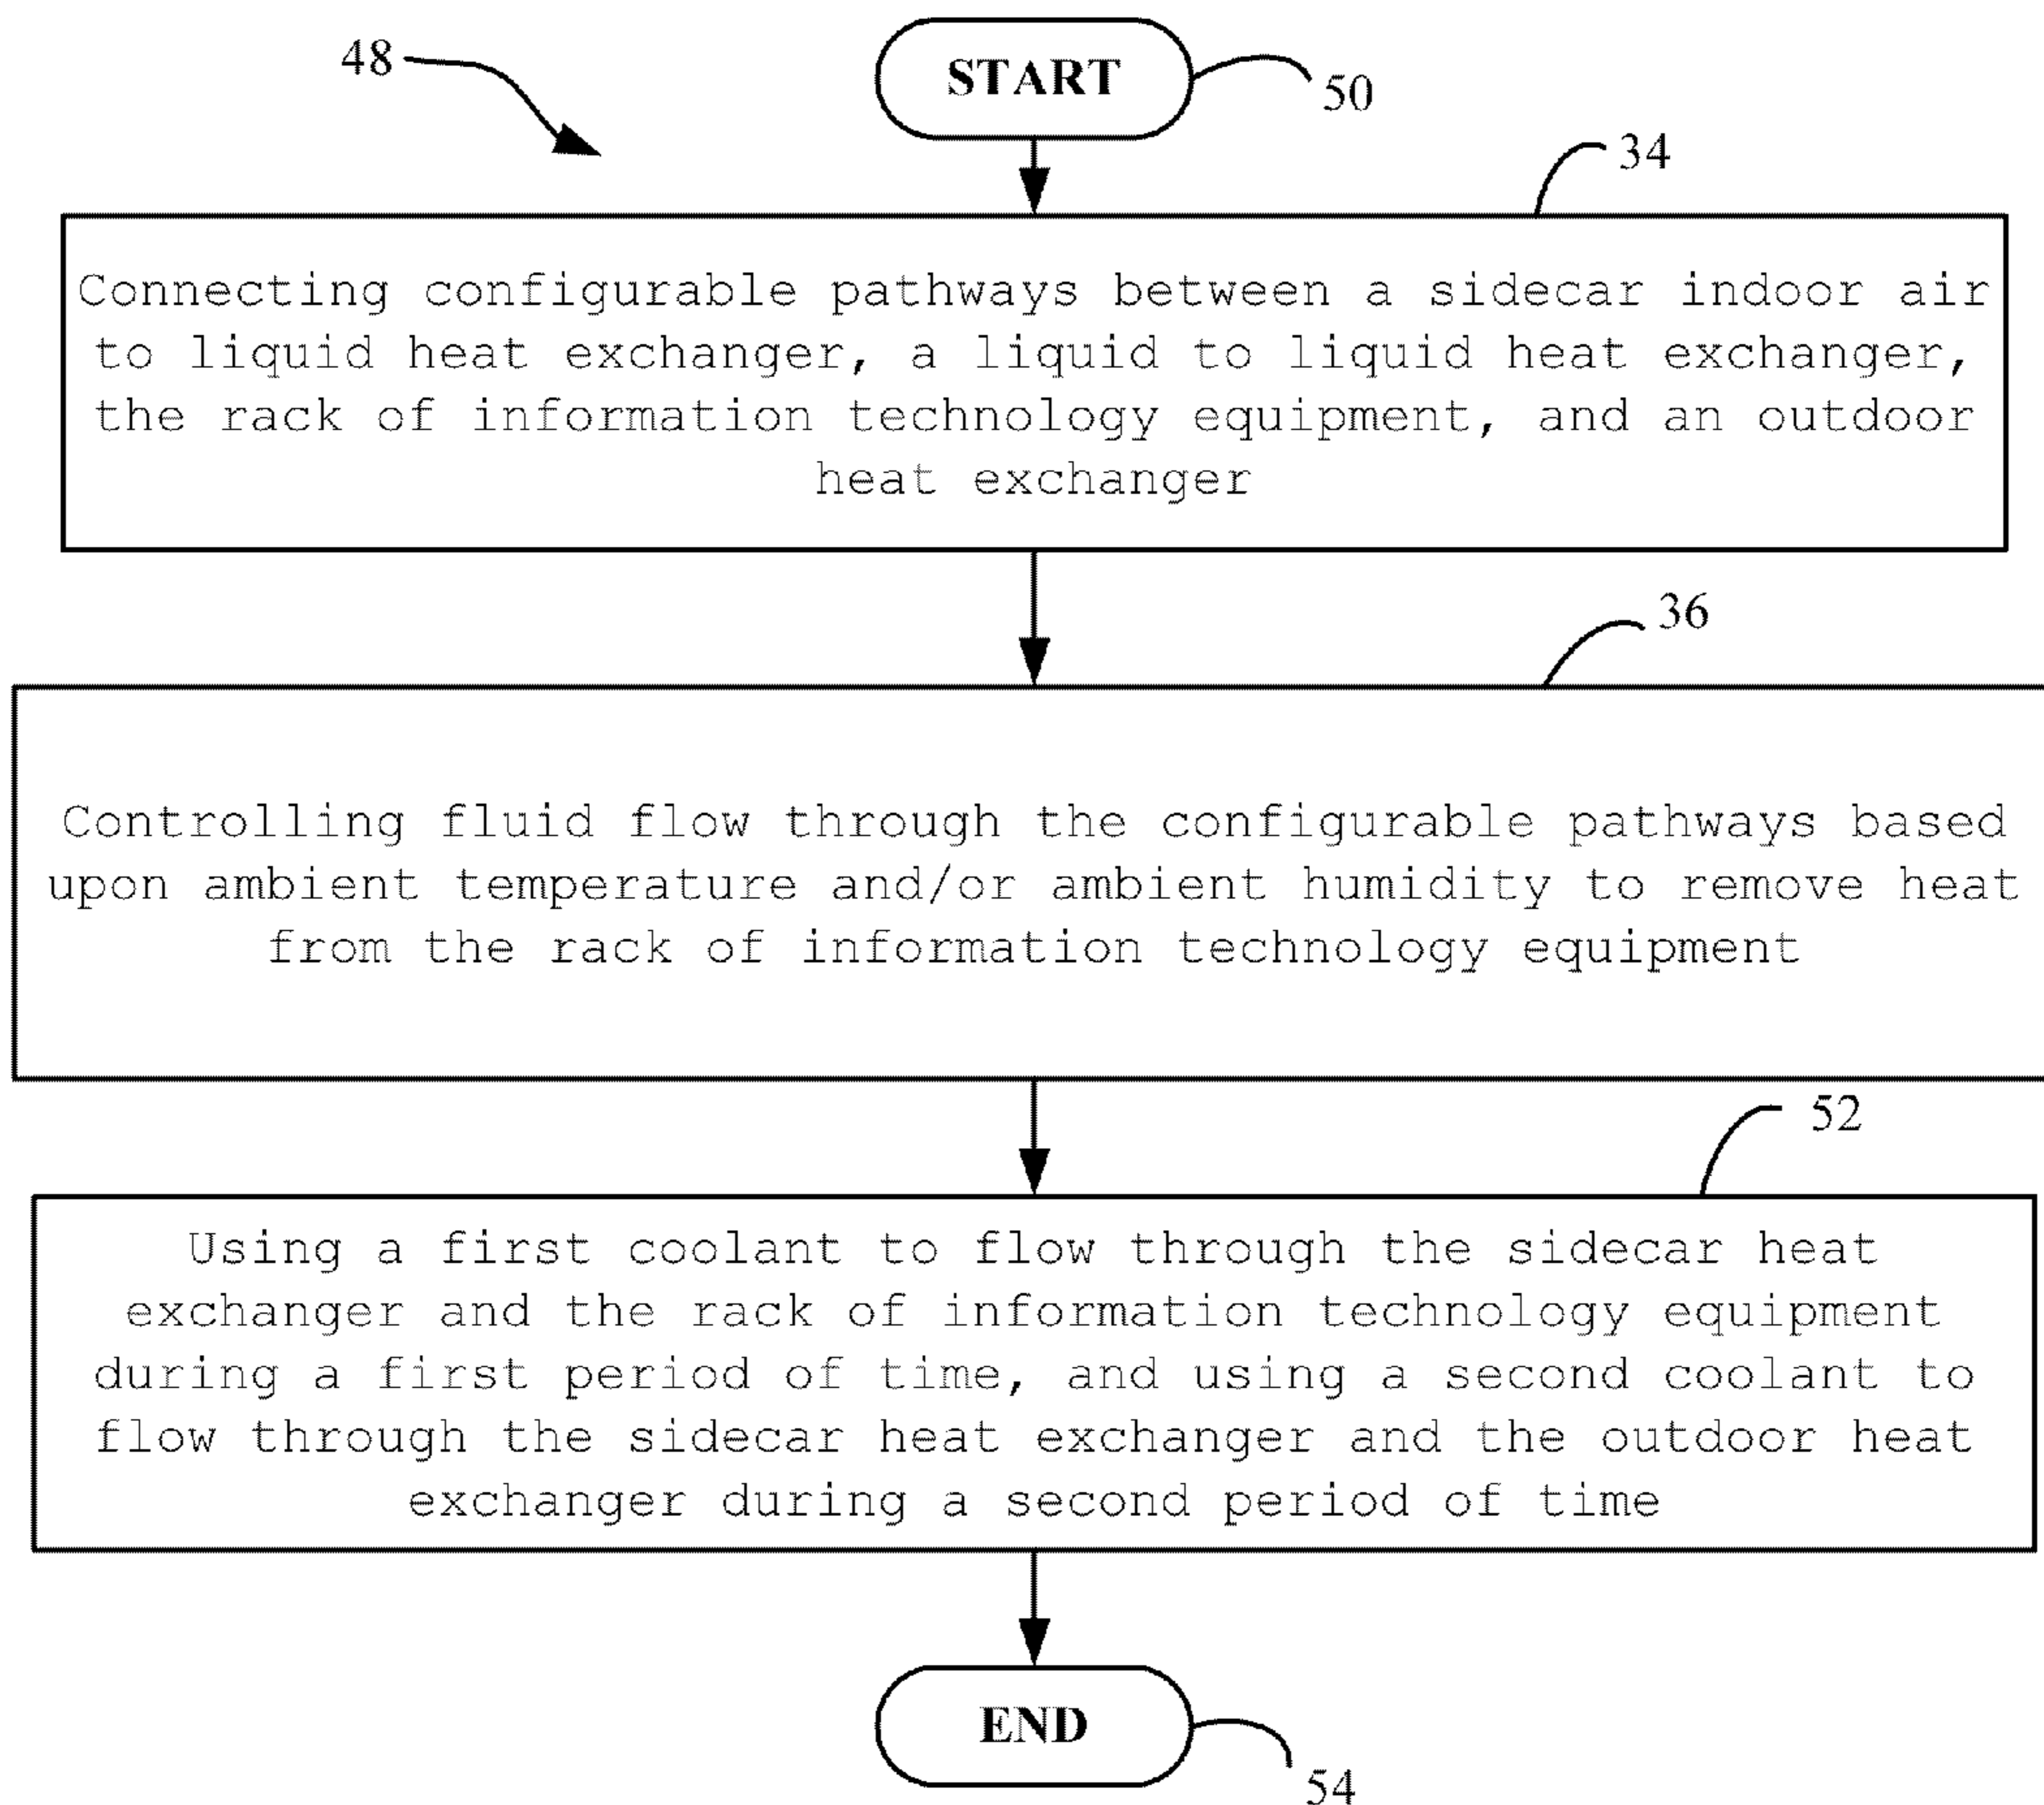 48
START
50
34
Connecting configurable pathways between a sidecar indoor air
to liquid heat exchanger, a liquid to liquid heat exchanger,
the rack of information technology equipment, and an outdoor
heat exchanger
36
Controlling fluid flow through the configurable pathways based
upon ambient temperature and/or ambient humidity to remove heat
from the rack of information technology equipment
52
Using a first coolant to flow through the sidecar heat
exchanger and the rack of information technology equipment
during a first period of time, and using a second coolant to
flow through the sidecar heat exchanger and the outdoor heat
exchanger during a second period of time
END
54